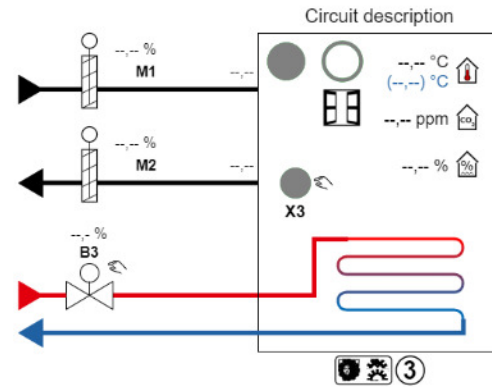 Circuit description
--,-- %
M1
--,--
--,-- °C
(--,--) °C
--,-- ppm
CO₂
--,-- %
M2
--,--
--,-- %
%
X3
--,- %
B3
3